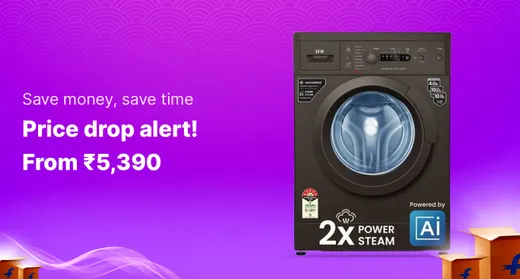 Save money, save time
Price drop alert!
From ₹5,390
IFB
2X POWER STEAM
Powered by
Ai